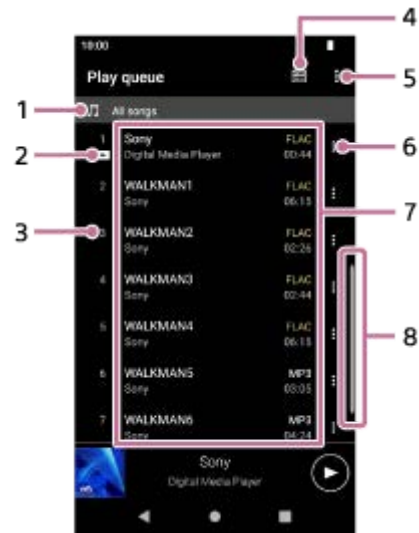 4
18:00
Play queue
5
1
All songs
1
Sony
FLAC
6
2
Digital Media Player
00:44
2
WALKMAN1
FLAC
7
Sony
06:15
3
3
WALKMAN2
FLAC
Sony
02:26
4
WALKMAN3
FLAC
Sony
02:44
8
5
WALKMAN4
FLAC
Sony
06:15
6
WALKMAN5
MP3
Sony
03:05
7
WALKMAN6
MP3
Sony
04:24
Sony
Digital Media Player